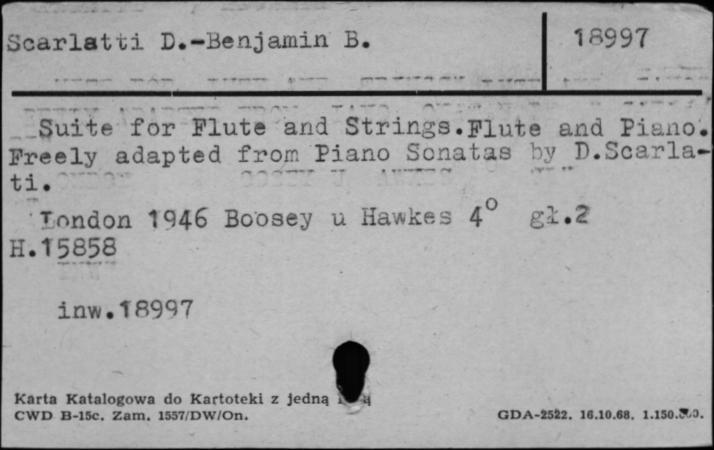 Scarlatti D.-Benjamin B.
18997
Suite for Flute and Strings.Flute and Piano.
Freely adapted from Piano Sonatas by D.Scarla-
ti.
London 1946 Boosey u Hawkes 4° gł.2
H.15858
inw.18997
Karta Katalogowa do Kartoteki z jedną
CWD B-15c. Zam. 1557/DW/On.
GDA-2522. 16.10.68.